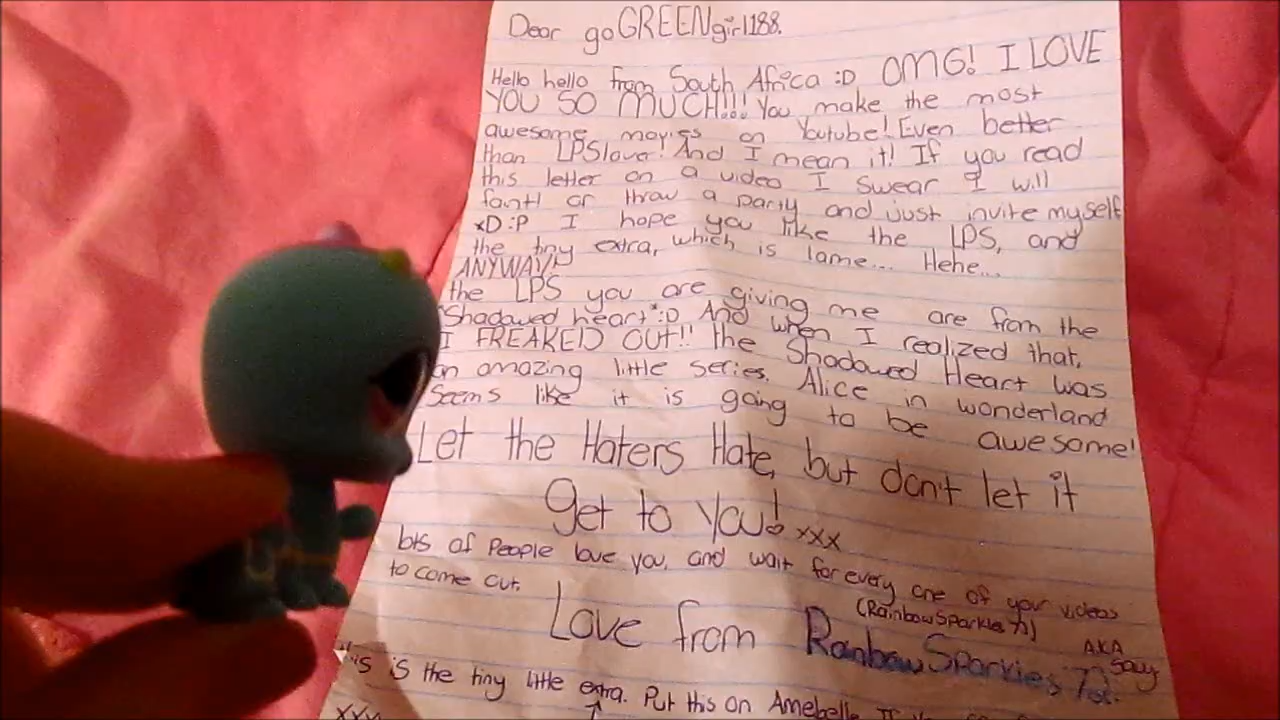 Dear goGREENgirl188.
Hello hello from South Africa :D OMG! I LOVE
YOU SO MUCH!!! You make the most
awesome movies on Youtube! Even better
than LPSlover! And I mean it! If you read
this letter on a video I swear I will
faint! or throw a party and just invite myself
xD :P I hope you like the LPS, and
the tiny extra, which is lame... Hehe...
ANYWAY!
the LPS you are giving me are from the
"Shadowed heart" :D And when I realized that,
I FREAKED OUT!! the Shadowed Heart was
an amazing little series. Alice in wonderland
Seems like it is going to be awesome!
Let the Haters Hate, but don't let it
get to you! xxx
lots of People love you, and wait for every one of your videos
to come out.
(RainbowSparkles 71)
Love from RanbowSparkles 71
AKA
This is the tiny little extra. Put this on Amebelle
xxx